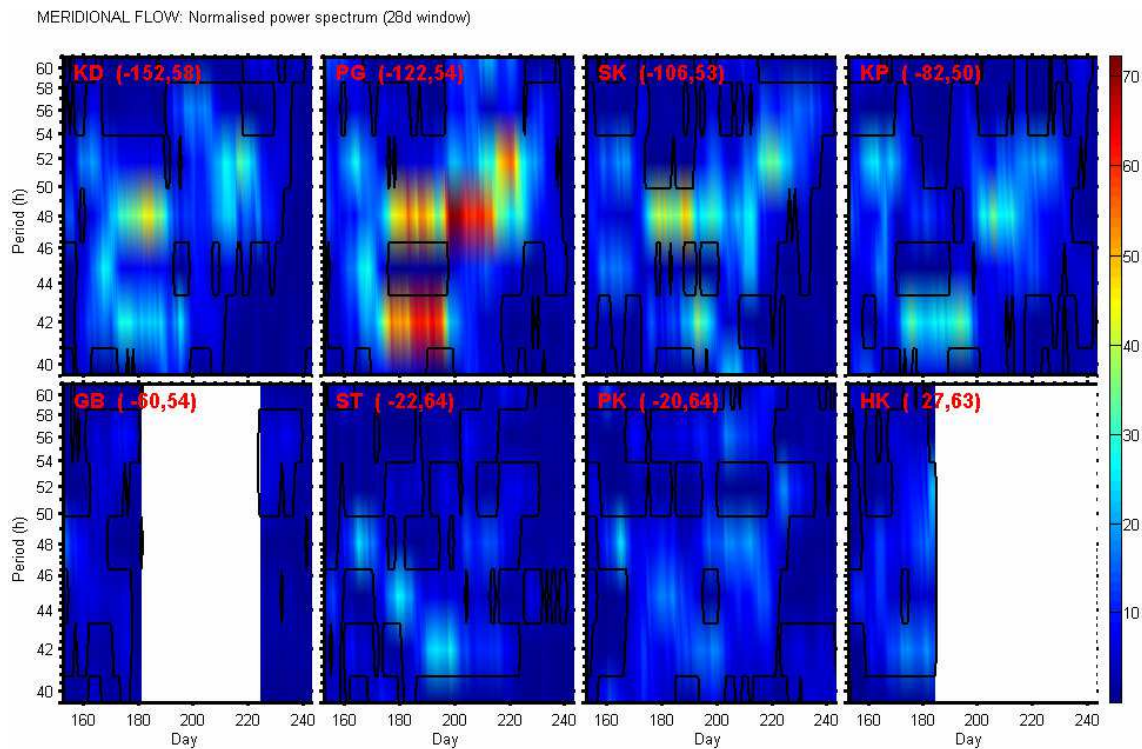 MERIDIONAL FLOW: Normalised power spectrum (28d window)
KD (-152,58)
PG (-122,54)
SK (-106,53)
KP (-82,50)
60
58
56
54
52
50
48
46
44
42
40
Period (h)
70
60
50
40
30
20
10
GB (-60,54)
ST (-22,64)
PK (-20,64)
HK ( 27,63)
60
56
54
52
50
48
46
44
42
40
Period (h)
160 180 200 220 240
160 180 200 220 240
160 180 200 220 240
160 180 200 220 240
Day
Day
Day
Day